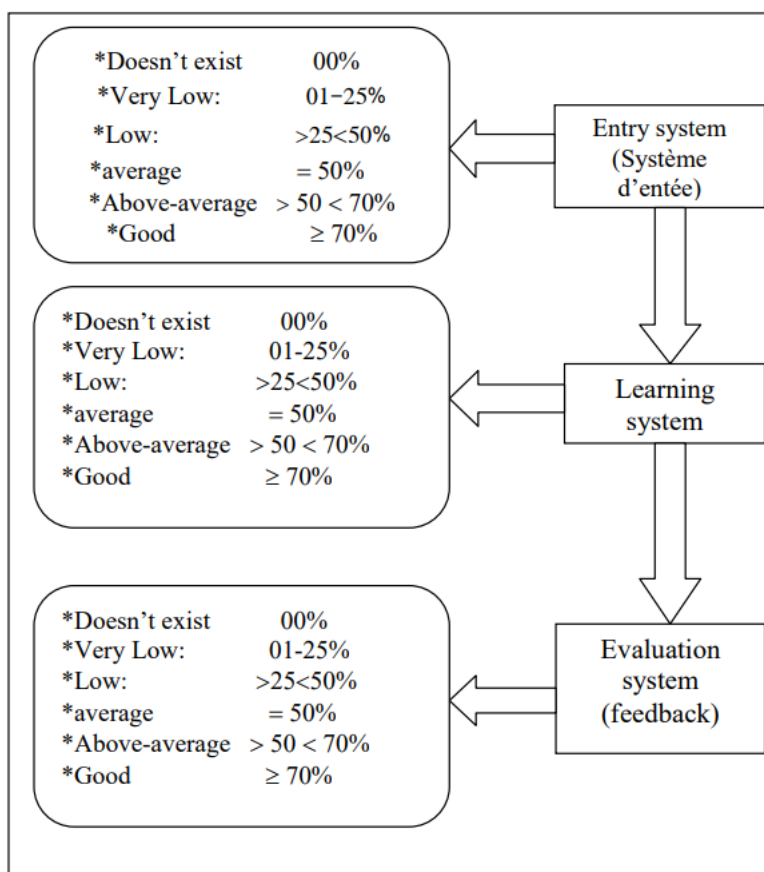 *Doesn’t exist 00%
*Very Low: 01-25%
*Low: >25<50%
*average = 50%
*Above-average > 50 < 70%
*Good ≥ 70%
Entry system
(Système
d’entée)
*Doesn’t exist 00%
*Very Low: 01-25%
*Low: >25<50%
*average = 50%
*Above-average > 50 < 70%
*Good ≥ 70%
Learning
system
*Doesn’t exist 00%
*Very Low: 01-25%
*Low: >25<50%
*average = 50%
*Above-average > 50 < 70%
*Good ≥ 70%
Evaluation
system
(feedback)